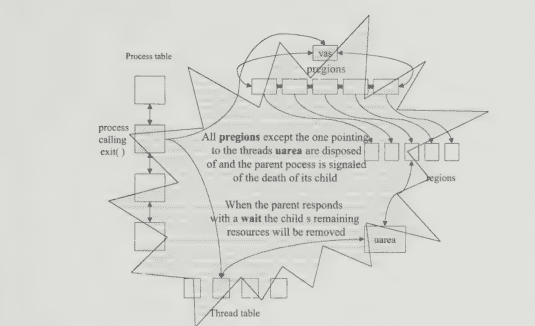 vas
Process table
pregions
process
calling
exit( )
All pregions except the one pointing
to the threads uarea are disposed
of and the parent pocess is signaled
of the death of its child
regions
When the parent responds
with a wait the child s remaining
resources will be removed
uarea
Thread table